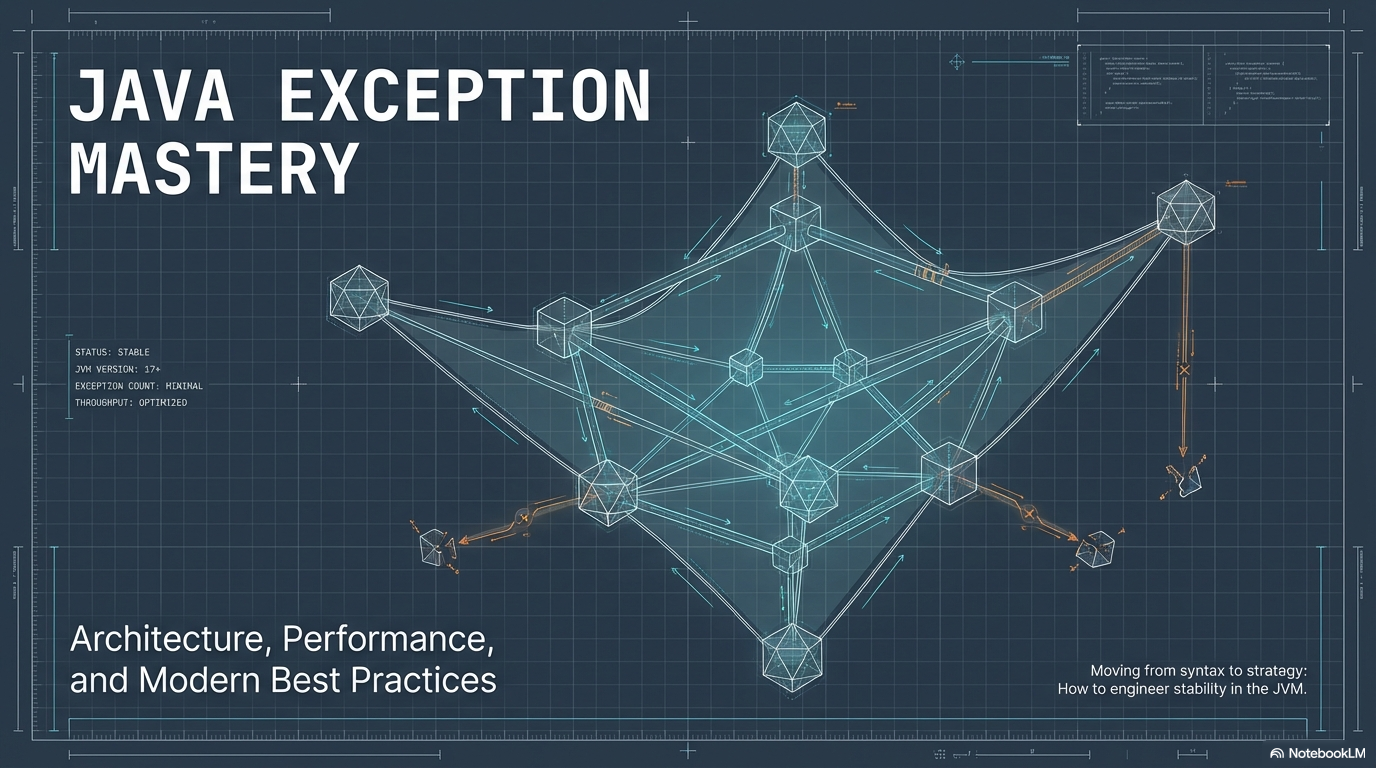 JAVA EXCEPTION
MASTERY
STATUS: STABLE
JVM VERSION: 17+
EXCEPTION COUNT: MINIMAL
THROUGHPUT: OPTIMIZED
Architecture, Performance,
and Modern Best Practices
Moving from syntax to strategy:
How to engineer stability in the JVM.
NotebookLM